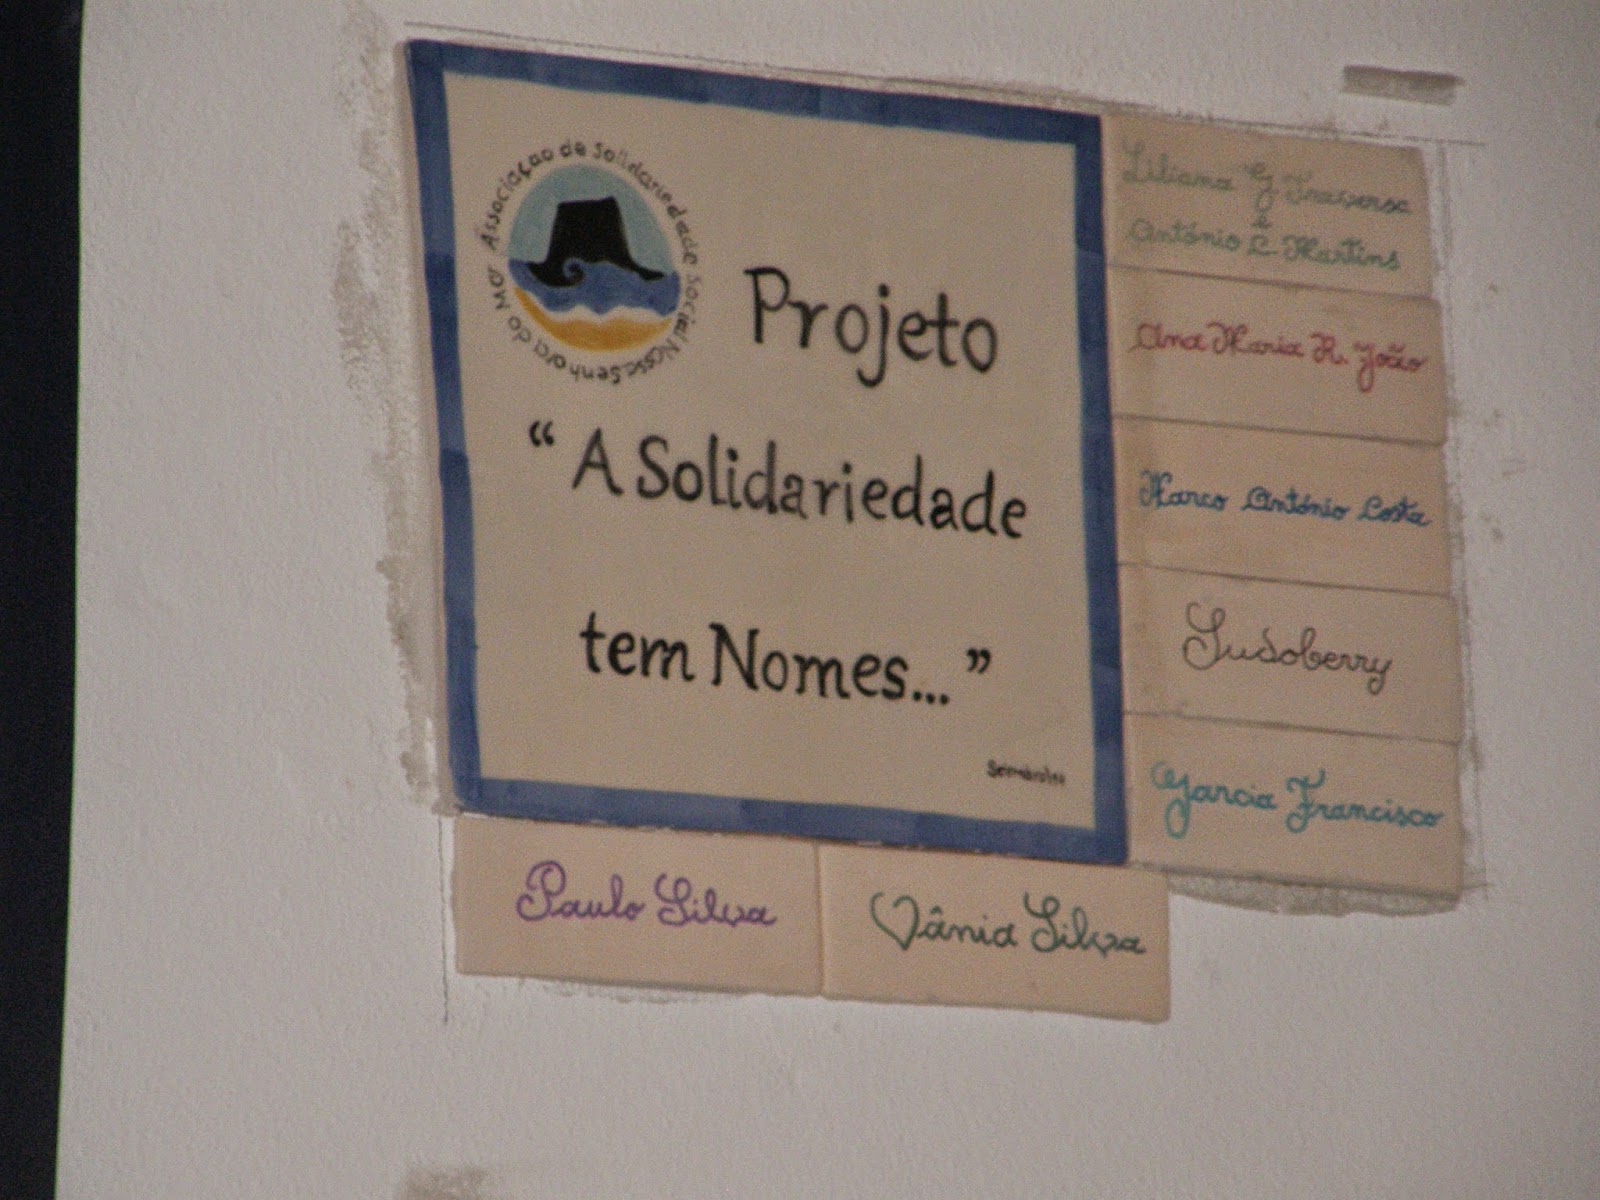 Associação de Solidariedade Social Nossa Senhora do Mar
Projeto
“ A Solidariedade
tem Nomes... ”
Liliana G Traversa
e
António C. Martins
Ana Maria R. João
Marco António Costa
Sudoberry
Garcia Francisco
Paulo Silva
Vânia Silva